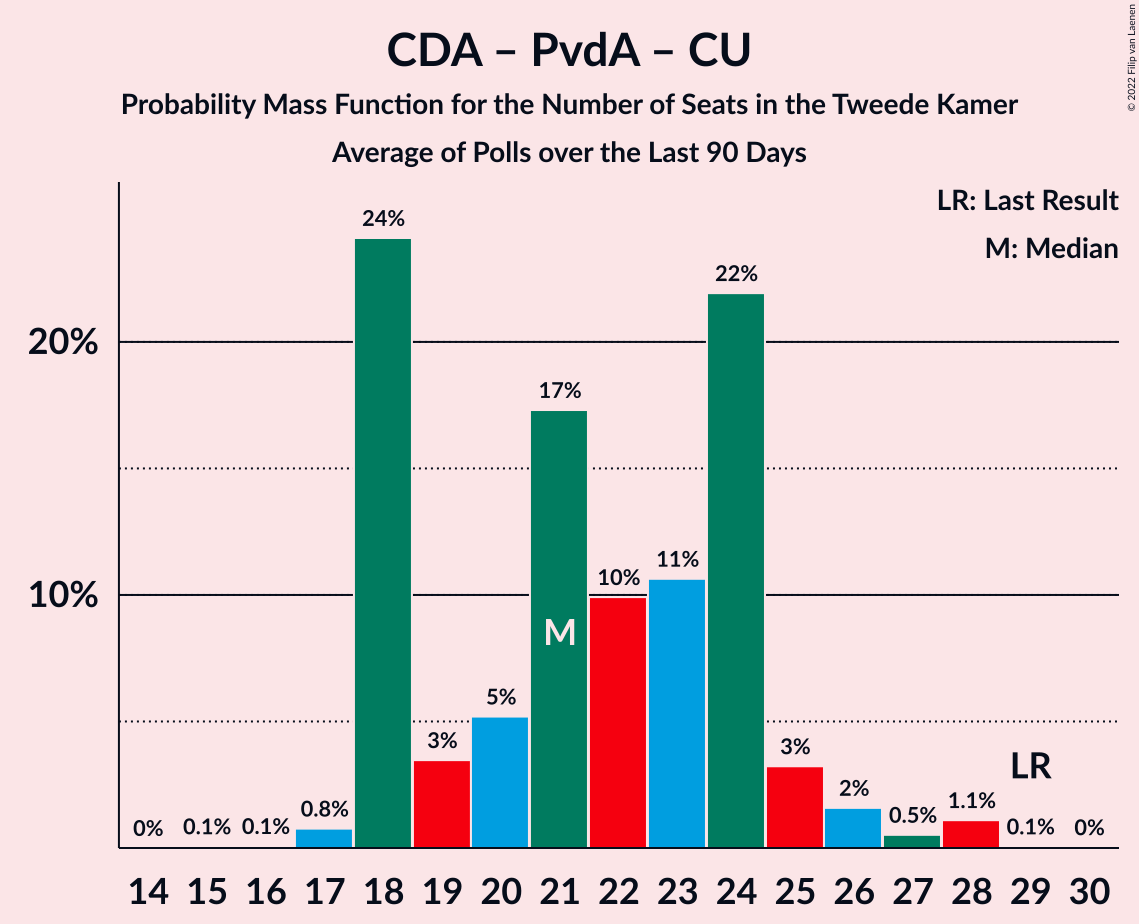 CDA – PvdA – CU
Probability Mass Function for the Number of Seats in the Tweede Kamer
Average of Polls over the Last 90 Days
© 2022 Filip van Laenen
LR: Last Result
M: Median
20%
10%
0%
0.1%
0.1%
0.8%
24%
3%
5%
17%
10%
11%
22%
3%
2%
0.5%
1.1%
0.1%
0%
M
LR
14 15 16 17 18 19 20 21 22 23 24 25 26 27 28 29 30